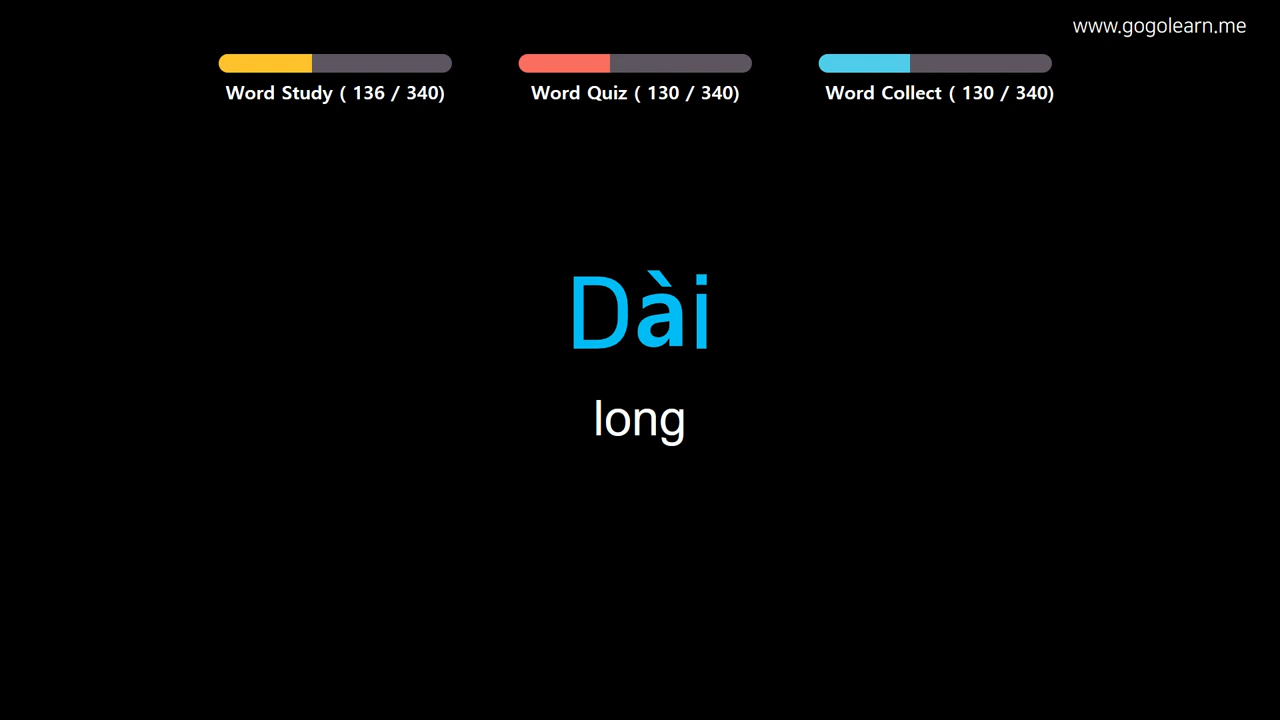 www.gogolearn.me
Word Study ( 136 / 340)
Word Quiz ( 130 / 340)
Word Collect ( 130 / 340)
Dài
long